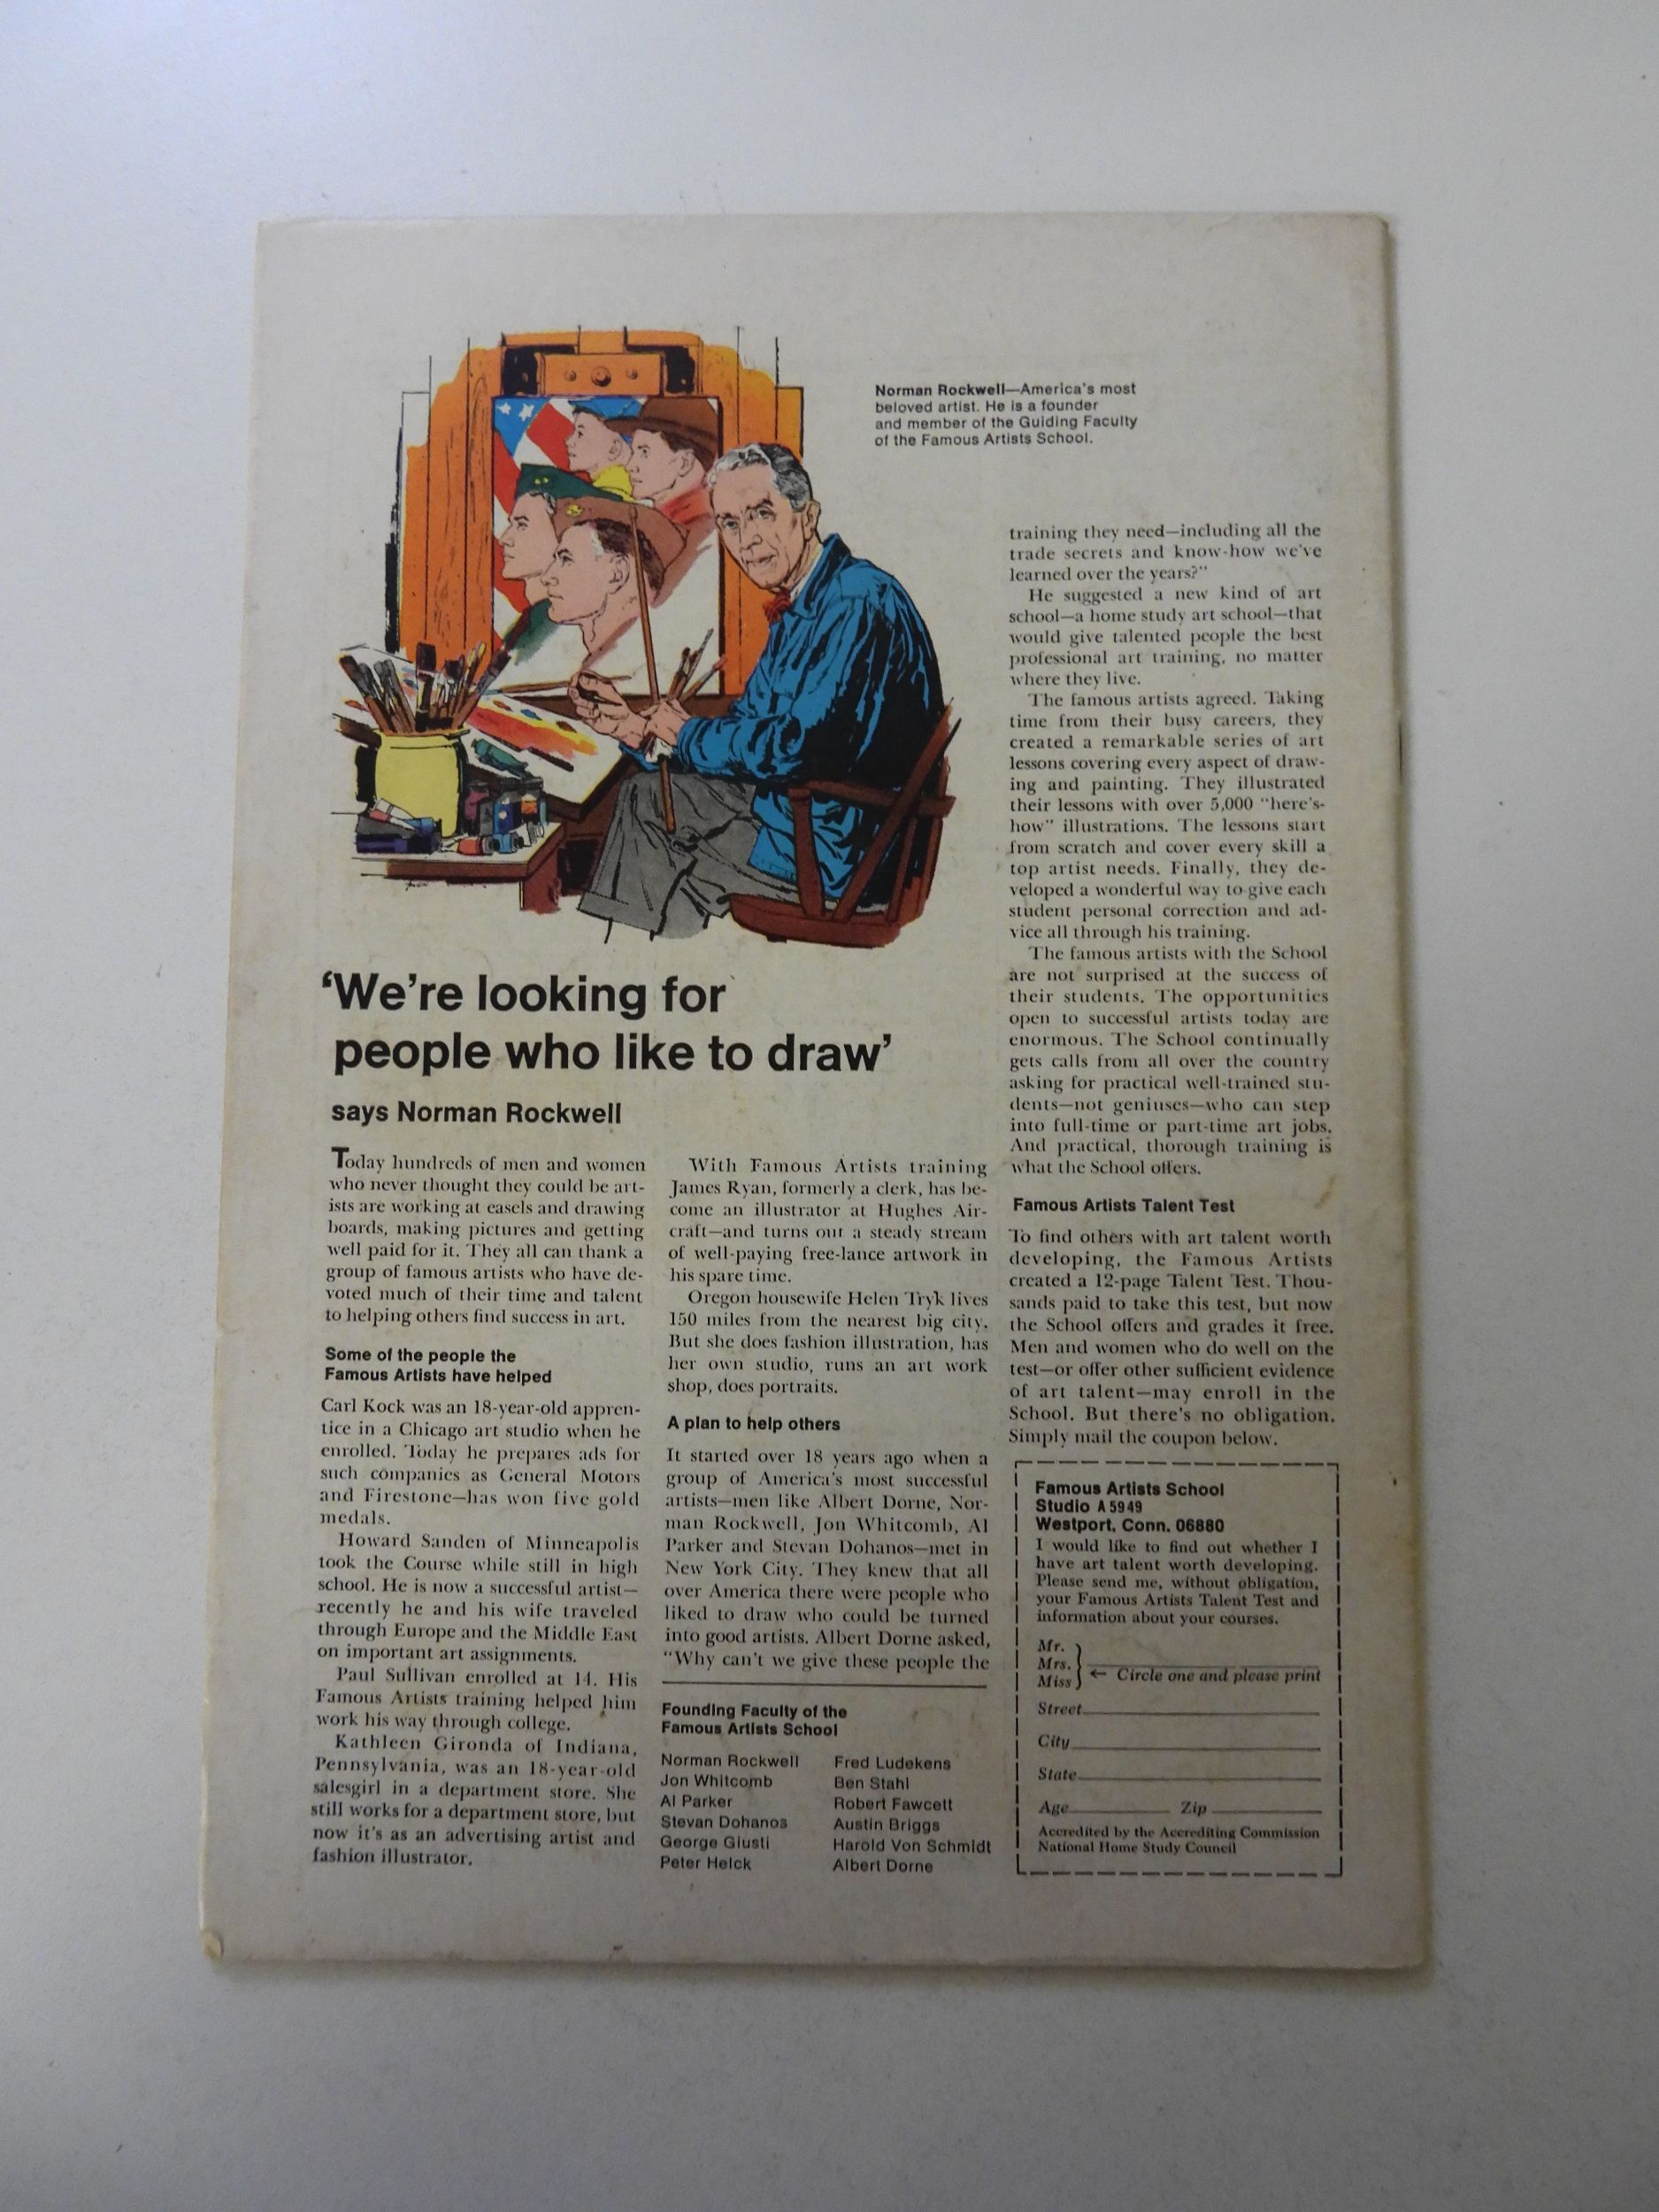 Norman Rockwell—America's most
beloved artist. He is a founder
and member of the Guiding Faculty
of the Famous Artists School.
'We're looking for
people who like to draw'
says Norman Rockwell
Today hundreds of men and women
who never thought they could be art-
ists are working at easels and drawing
boards, making pictures and getting
well paid for it. They all can thank a
group of famous artists who have de-
voted much of their time and talent
to helping others find success in art.
Some of the people the
Famous Artists have helped
Carl Kock was an 18-year-old appren-
tice in a Chicago art studio when he
enrolled. Today he prepares ads for
such companies as General Motors
and Firestone—has won five gold
medals.
Howard Sanden of Minneapolis
took the Course while still in high
school. He is now a successful artist—
recently he and his wife traveled
through Europe and the Middle East
on important art assignments.
Paul Sullivan enrolled at 14. His
Famous Artists training helped him
work his way through college.
Kathleen Gironda of Indiana,
Pennsylvania, was an 18-year-old
salesgirl in a department store. She
still works for a department store, but
now it's as an advertising artist and
fashion illustrator.
With Famous Artists training
James Ryan, formerly a clerk, has be-
come an illustrator at Hughes Air-
craft—and turns out a steady stream
of well-paying free-lance artwork in
his spare time.
Oregon housewife Helen Tryk lives
150 miles from the nearest big city.
But she does fashion illustration, has
her own studio, runs an art work
shop, does portraits.
A plan to help others
It started over 18 years ago when a
group of America's most successful
artists—men like Albert Dorne, Nor-
man Rockwell, Jon Whitcomb, Al
Parker and Stevan Dohanos—met in
New York City. They knew that all
over America there were people who
liked to draw who could be turned
into good artists. Albert Dorne asked,
"Why can't we give these people the
training they need—including all the
trade secrets and know-how we've
learned over the years?"
He suggested a new kind of art
school—a home study art school—that
would give talented people the best
professional art training, no matter
where they live.
The famous artists agreed. Taking
time from their busy careers, they
created a remarkable series of art
lessons covering every aspect of draw-
ing and painting. They illustrated
their lessons with over 5,000 "here's-
how" illustrations. The lessons start
from scratch and cover every skill a
top artist needs. Finally, they de-
veloped a wonderful way to give each
student personal correction and ad-
vice all through his training.
The famous artists with the School
are not surprised at the success of
their students. The opportunities
open to successful artists today are
enormous. The School continually
gets calls from all over the country
asking for practical well-trained stu-
dents—not geniuses—who can step
into full-time or part-time art jobs.
And practical, thorough training is
what the School offers.
Famous Artists Talent Test
To find others with art talent worth
developing, the Famous Artists
created a 12-page Talent Test. Thou-
sands paid to take this test, but now
the School offers and grades it free.
Men and women who do well on the
test—or offer other sufficient evidence
of art talent—may enroll in the
School. But there's no obligation.
Simply mail the coupon below.
Founding Faculty of the
Famous Artists School
Norman Rockwell
Jon Whitcomb
Al Parker
Stevan Dohanos
George Giusti
Peter Helck
Fred Ludekens
Ben Stahl
Robert Fawcett
Austin Briggs
Harold Von Schmidt
Albert Dorne
Famous Artists School
Studio A 5949
Westport, Conn. 06880
I would like to find out whether I
have art talent worth developing.
Please send me, without obligation,
your Famous Artists Talent Test and
information about your courses.
Mr.
Mrs.
Miss
← Circle one and please print
Street
City
State
Age Zip
Accredited by the Accrediting Commission
National Home Study Council